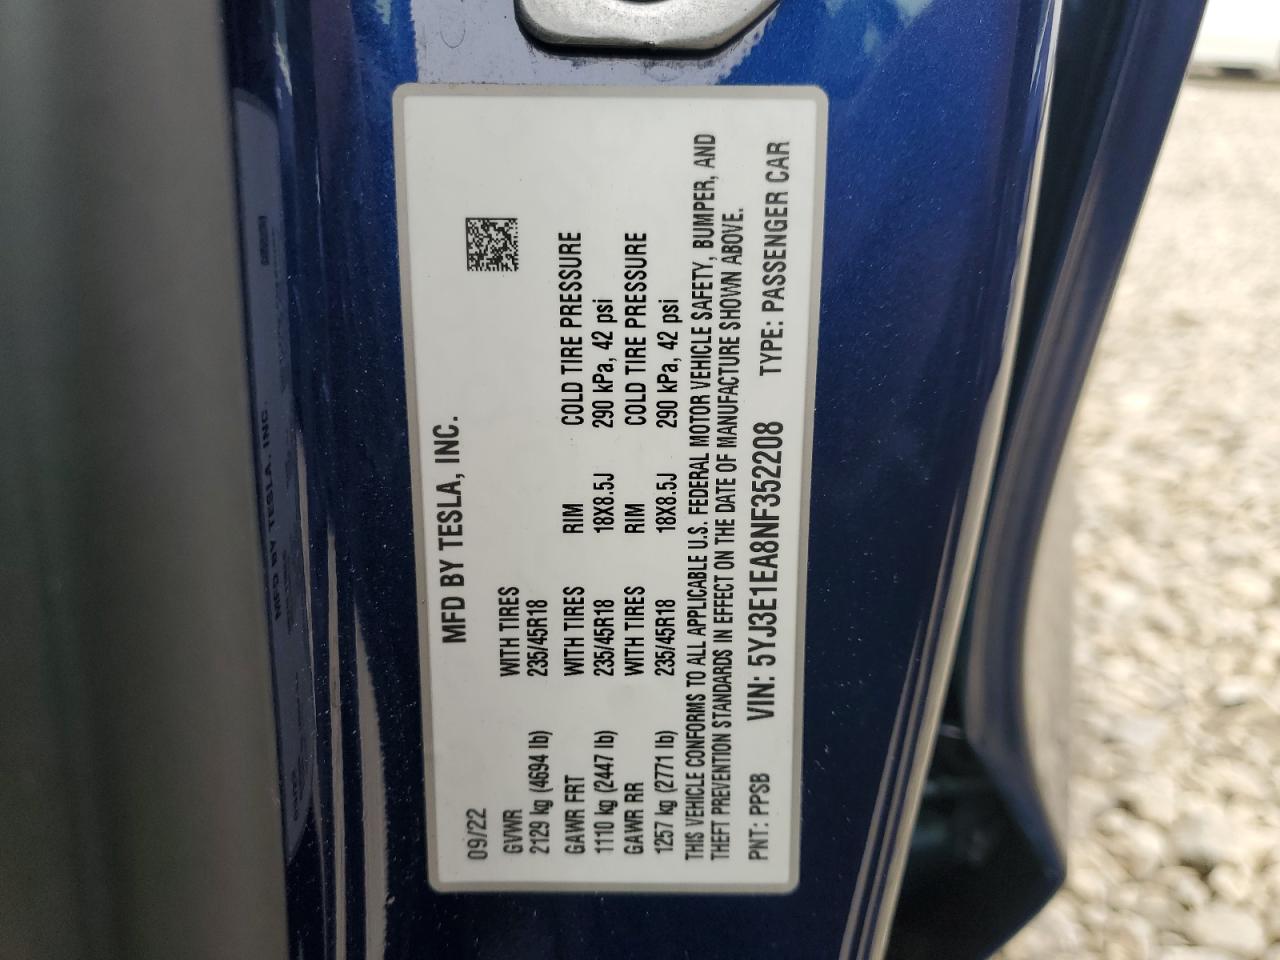 MFD BY TESLA, INC.
09/22
GVWR WITH TIRES
2129 kg (4694 lb) 235/45R18
GAWR FRT WITH TIRES RIM COLD TIRE PRESSURE
1110 kg (2447 lb) 235/45R18 18X8.5J 290 kPa, 42 psi
GAWR RR WITH TIRES RIM COLD TIRE PRESSURE
1257 kg (2771 lb) 235/45R18 18X8.5J 290 kPa, 42 psi
THIS VEHICLE CONFORMS TO ALL APPLICABLE U.S. FEDERAL MOTOR VEHICLE SAFETY, BUMPER, AND
THEFT PREVENTION STANDARDS IN EFFECT ON THE DATE OF MANUFACTURE SHOWN ABOVE.
PNT: PPSB VIN: 5YJ3E1EA8NF352208 TYPE: PASSENGER CAR
MFD BY TESLA, INC.